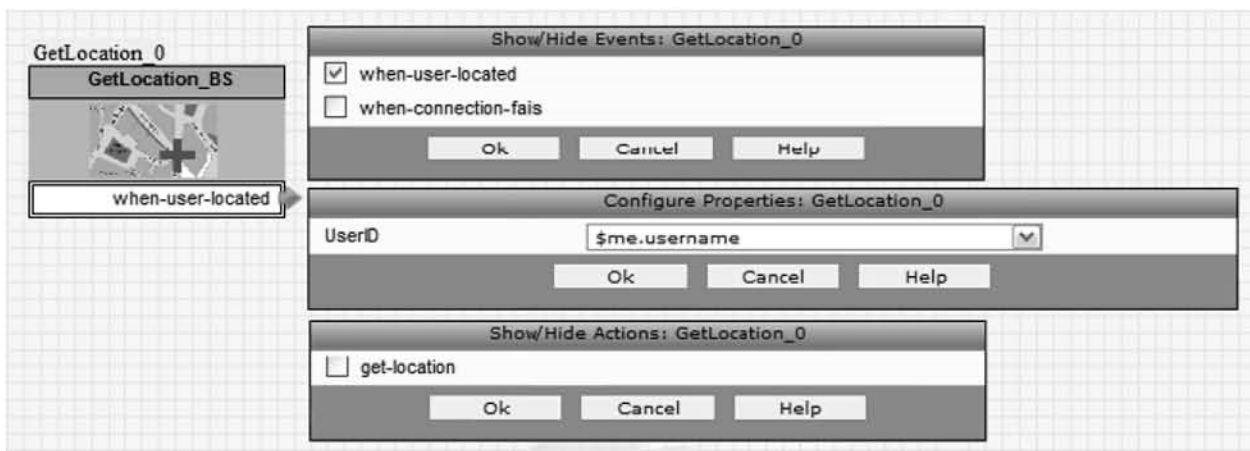 GetLocation_0
GetLocation_BS
when-user-located
Show/Hide Events: GetLocation_0
when-user-located
when-connection-fais
Ok Cancel Help
Configure Properties: GetLocation_0
UserID $me.username
Ok Cancel Help
Show/Hide Actions: GetLocation_0
get-location
Ok Cancel Help